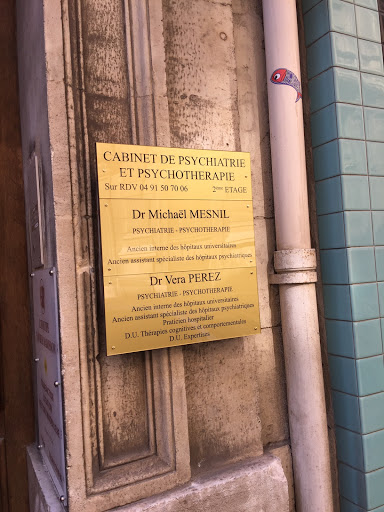 CABINET DE PSYCHIATRIE
ET PSYCHOTHERAPIE
Sur RDV 04 91 50 70 06 2ème ETAGE
Dr Michaël MESNIL
PSYCHIATRIE - PSYCHOTHERAPIE
Ancien interne des hôpitaux universitaires
Ancien assistant spécialiste des hôpitaux psychiatriques
Dr Vera PEREZ
PSYCHIATRIE - PSYCHOTHERAPIE
Ancien interne des hôpitaux universitaires
Ancien assistant spécialiste des hôpitaux psychiatriques
Praticien hospitalier
D.U. Thérapies cognitives et comportementales
D.U. Expertises